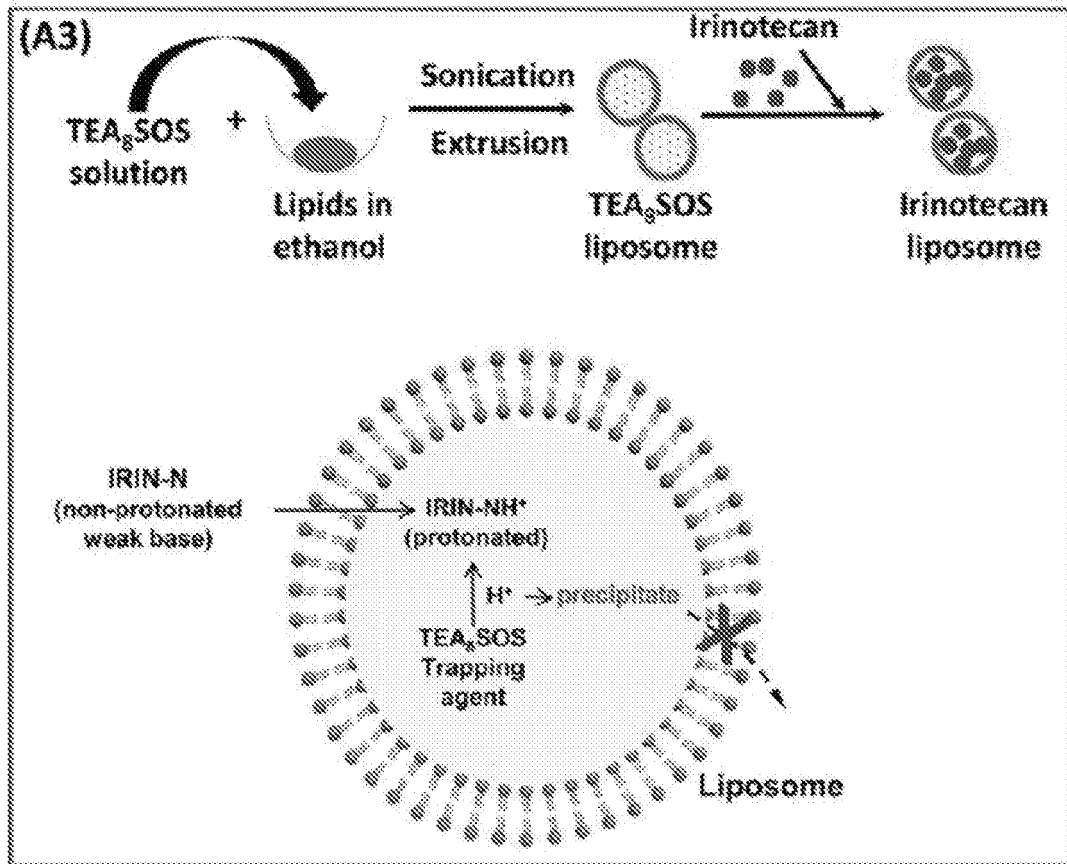 (A3)
TEA₈SOS
solution
+
Lipids in
ethanol
Sonication
Extrusion
TEA₈SOS
liposome
Irinotecan
Irinotecan
liposome
IRIN-N
(non-protonated
weak base)
IRIN-NH⁺
(protonated)
H⁺
precipitate
TEA₈SOS
Trapping
agent
Liposome